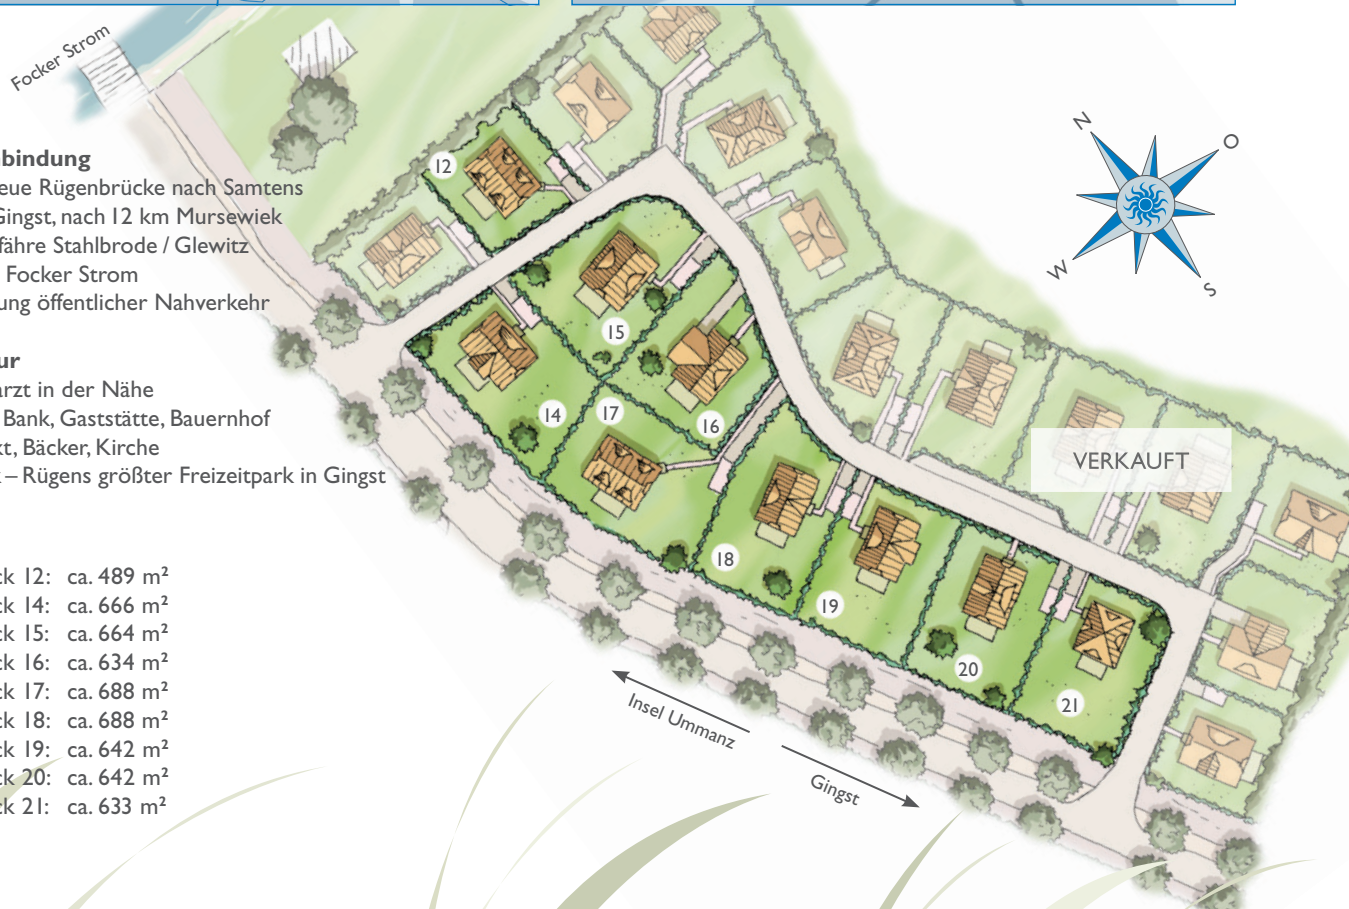 Focker Strom
bindung
eue Rügenbrücke nach Samtens
Gingst, nach 12 km Mursewiek
fähre Stahlbrode / Glewitz
Focker Strom
ung öffentlicher Nahverkehr
ur
arzt in der Nähe
Bank, Gaststätte, Bauernhof
kt, Bäcker, Kirche
– Rügens größter Freizeitpark in Gingst
ck 12: ca. 489 m²
ck 14: ca. 666 m²
ck 15: ca. 664 m²
ck 16: ca. 634 m²
ck 17: ca. 688 m²
ck 18: ca. 688 m²
ck 19: ca. 642 m²
ck 20: ca. 642 m²
ck 21: ca. 633 m²
12
15
14
17
16
18
19
20
21
N
O
W
S
VERKAUFT
Insel Ummanz
Gingst